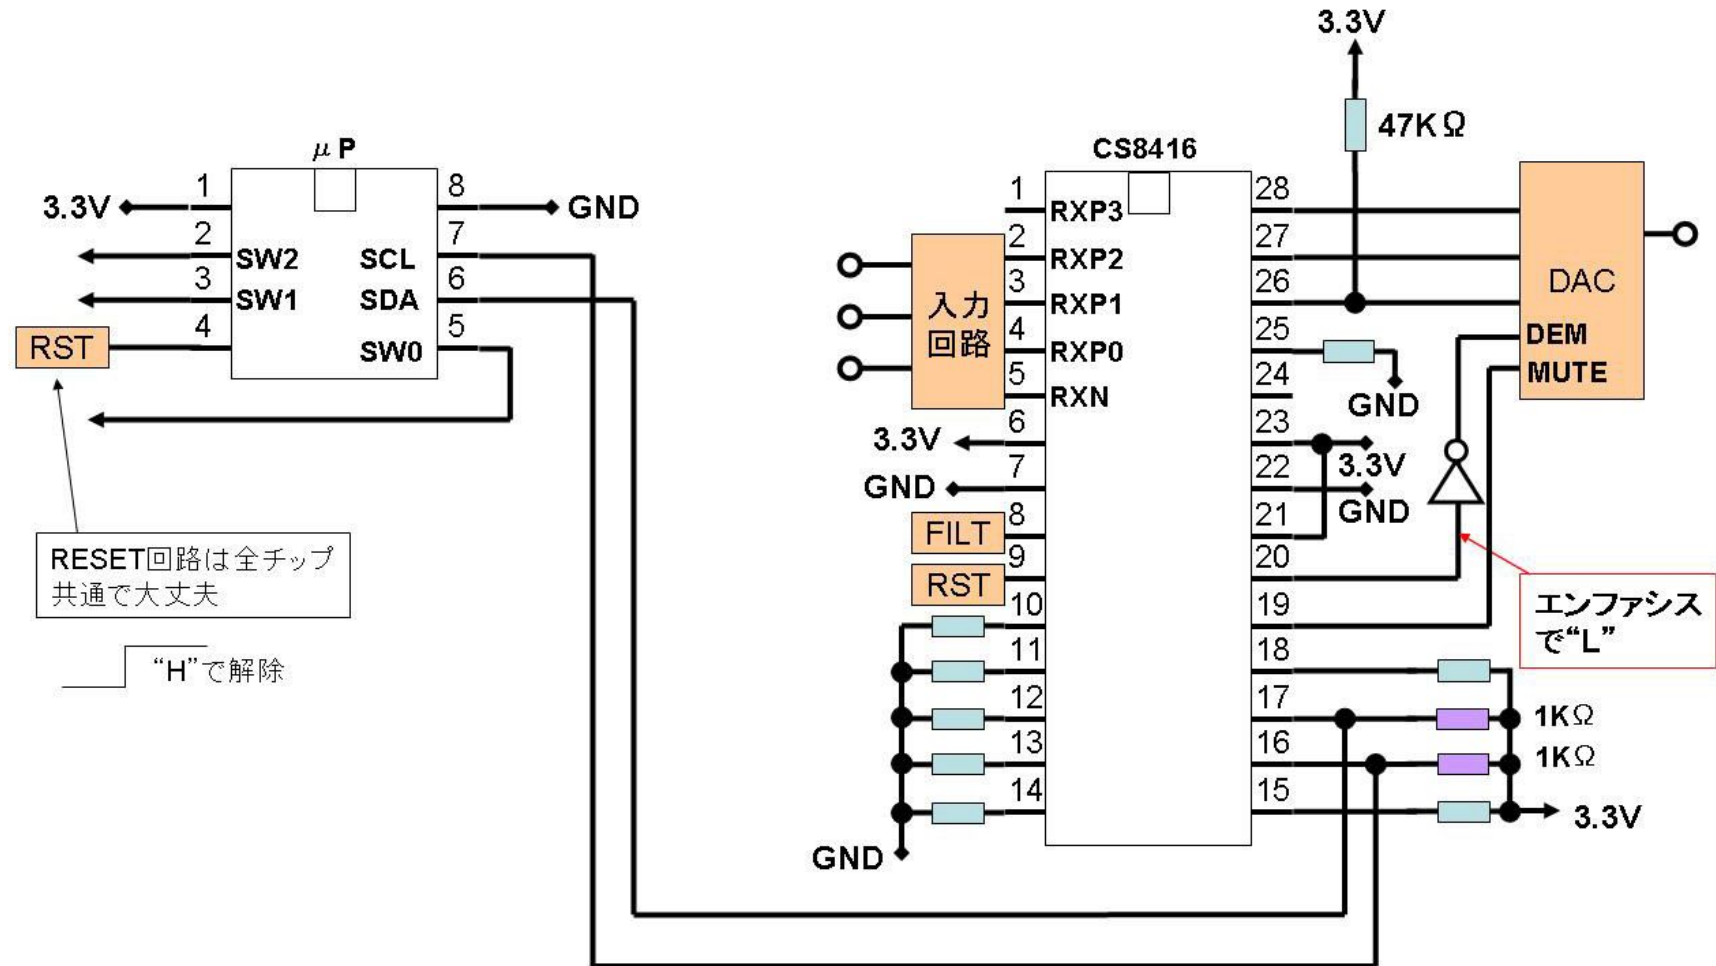 3.3V
47KΩ
μP
CS8416
1
8
3.3V
GND
2
SW2
SCL
7
3
SW1
SDA
6
4
RST
SW0
5
RESET回路は全チップ
共通で大丈夫
“H”で解除
入力
回路
1
RXP3
28
2
RXP2
27
3
RXP1
26
4
RXP0
25
5
RXN
24
6
3.3V
23
7
GND
22
8
FILT
21
9
RST
20
10
19
11
18
12
17
13
16
14
15
GND
GND
3.3V
GND
DAC
DEM
MUTE
エンファシス
で“L”
1KΩ
1KΩ
3.3V